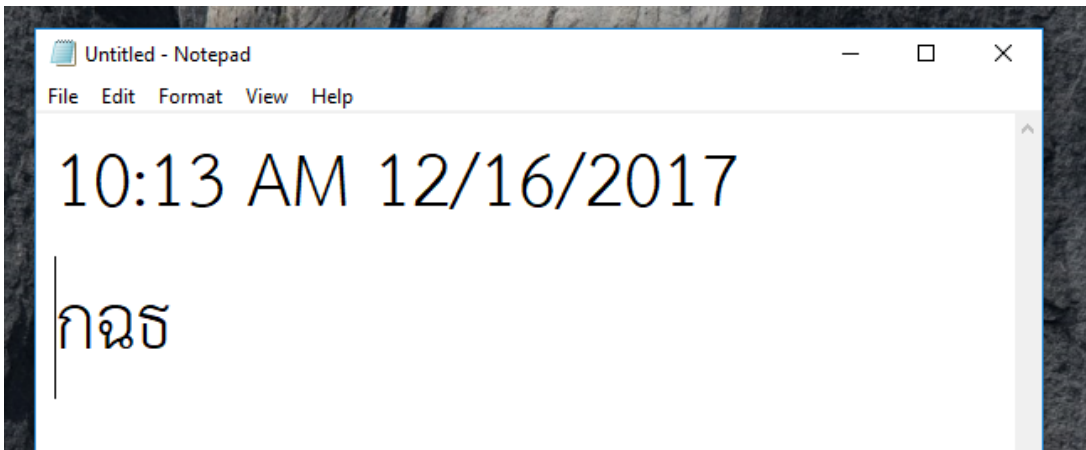 Untitled - Notepad
File Edit Format View Help
10:13 AM 12/16/2017
กฉธ